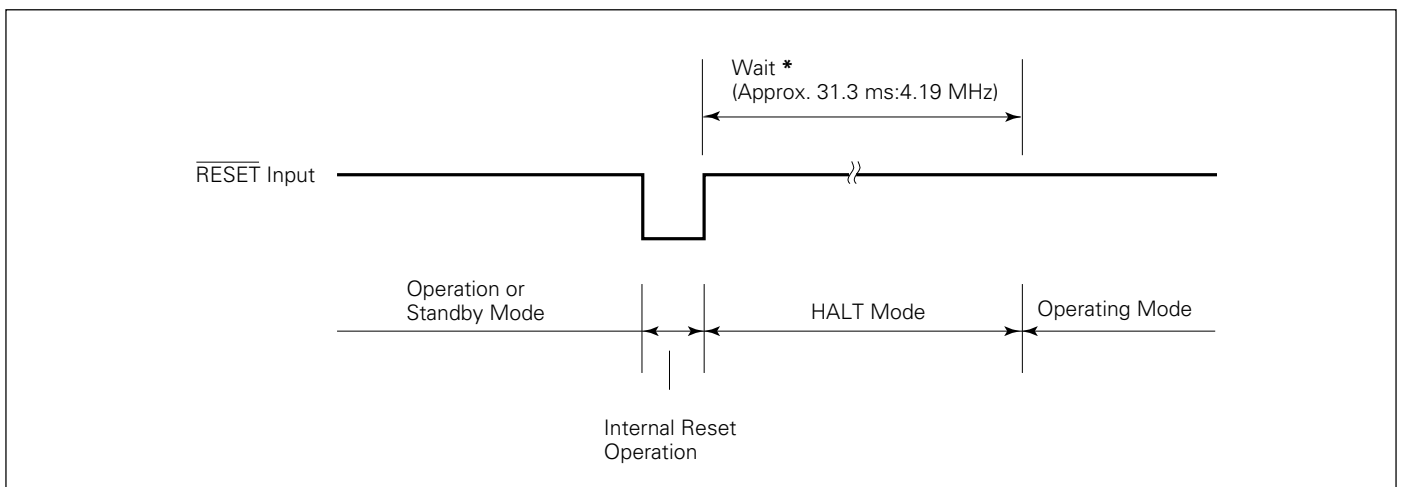 Wait *
(Approx. 31.3 ms:4.19 MHz)
RESET Input
Operation or
Standby Mode
HALT Mode
Operating Mode
Internal Reset
Operation